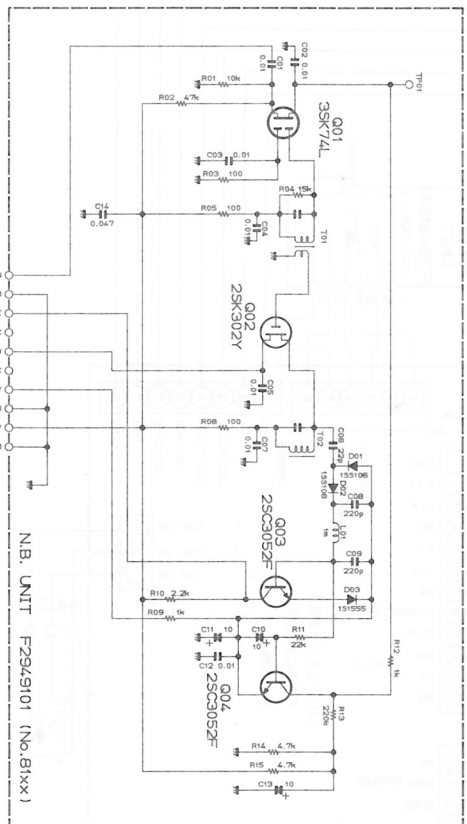 TP01
C02 0.01
C01
0.01
R01 10k
R02 47k
Q01
3SK74L
C03 0.01
R03 100
R04 15k
C14
0.047
R05 100
C04
0.01
T01
Q02
2SK302Y
C05
0.01
R08 100
C07
0.01
T02
C06
22p
D01
1SS106
D02
1SS106
C08
220p
L01
1m
C09
220p
Q03
2SC3052F
D03
1S1555
R10 2.2k
R09 1k
C11 10
C10
10
R11
22k
C12 0.01
Q04
2SC3052F
R12
1k
R13
220k
R14 4.7k
R15 4.7k
C13 10
N.B. UNIT F2949101 (No.81xx)